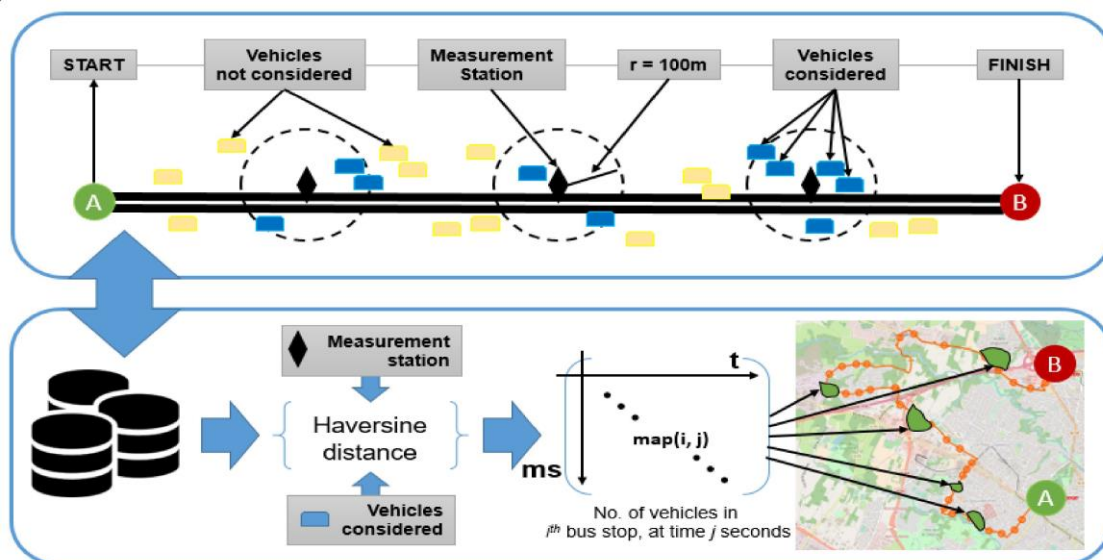 START
Vehicles
not considered
Measurement
Station
r = 100m
Vehicles
considered
FINISH
A
B
Measurement
station
Haversine
distance
Vehicles
considered
t
map(i, j)
ms
No. of vehicles in
ith bus stop, at time j seconds
B
A